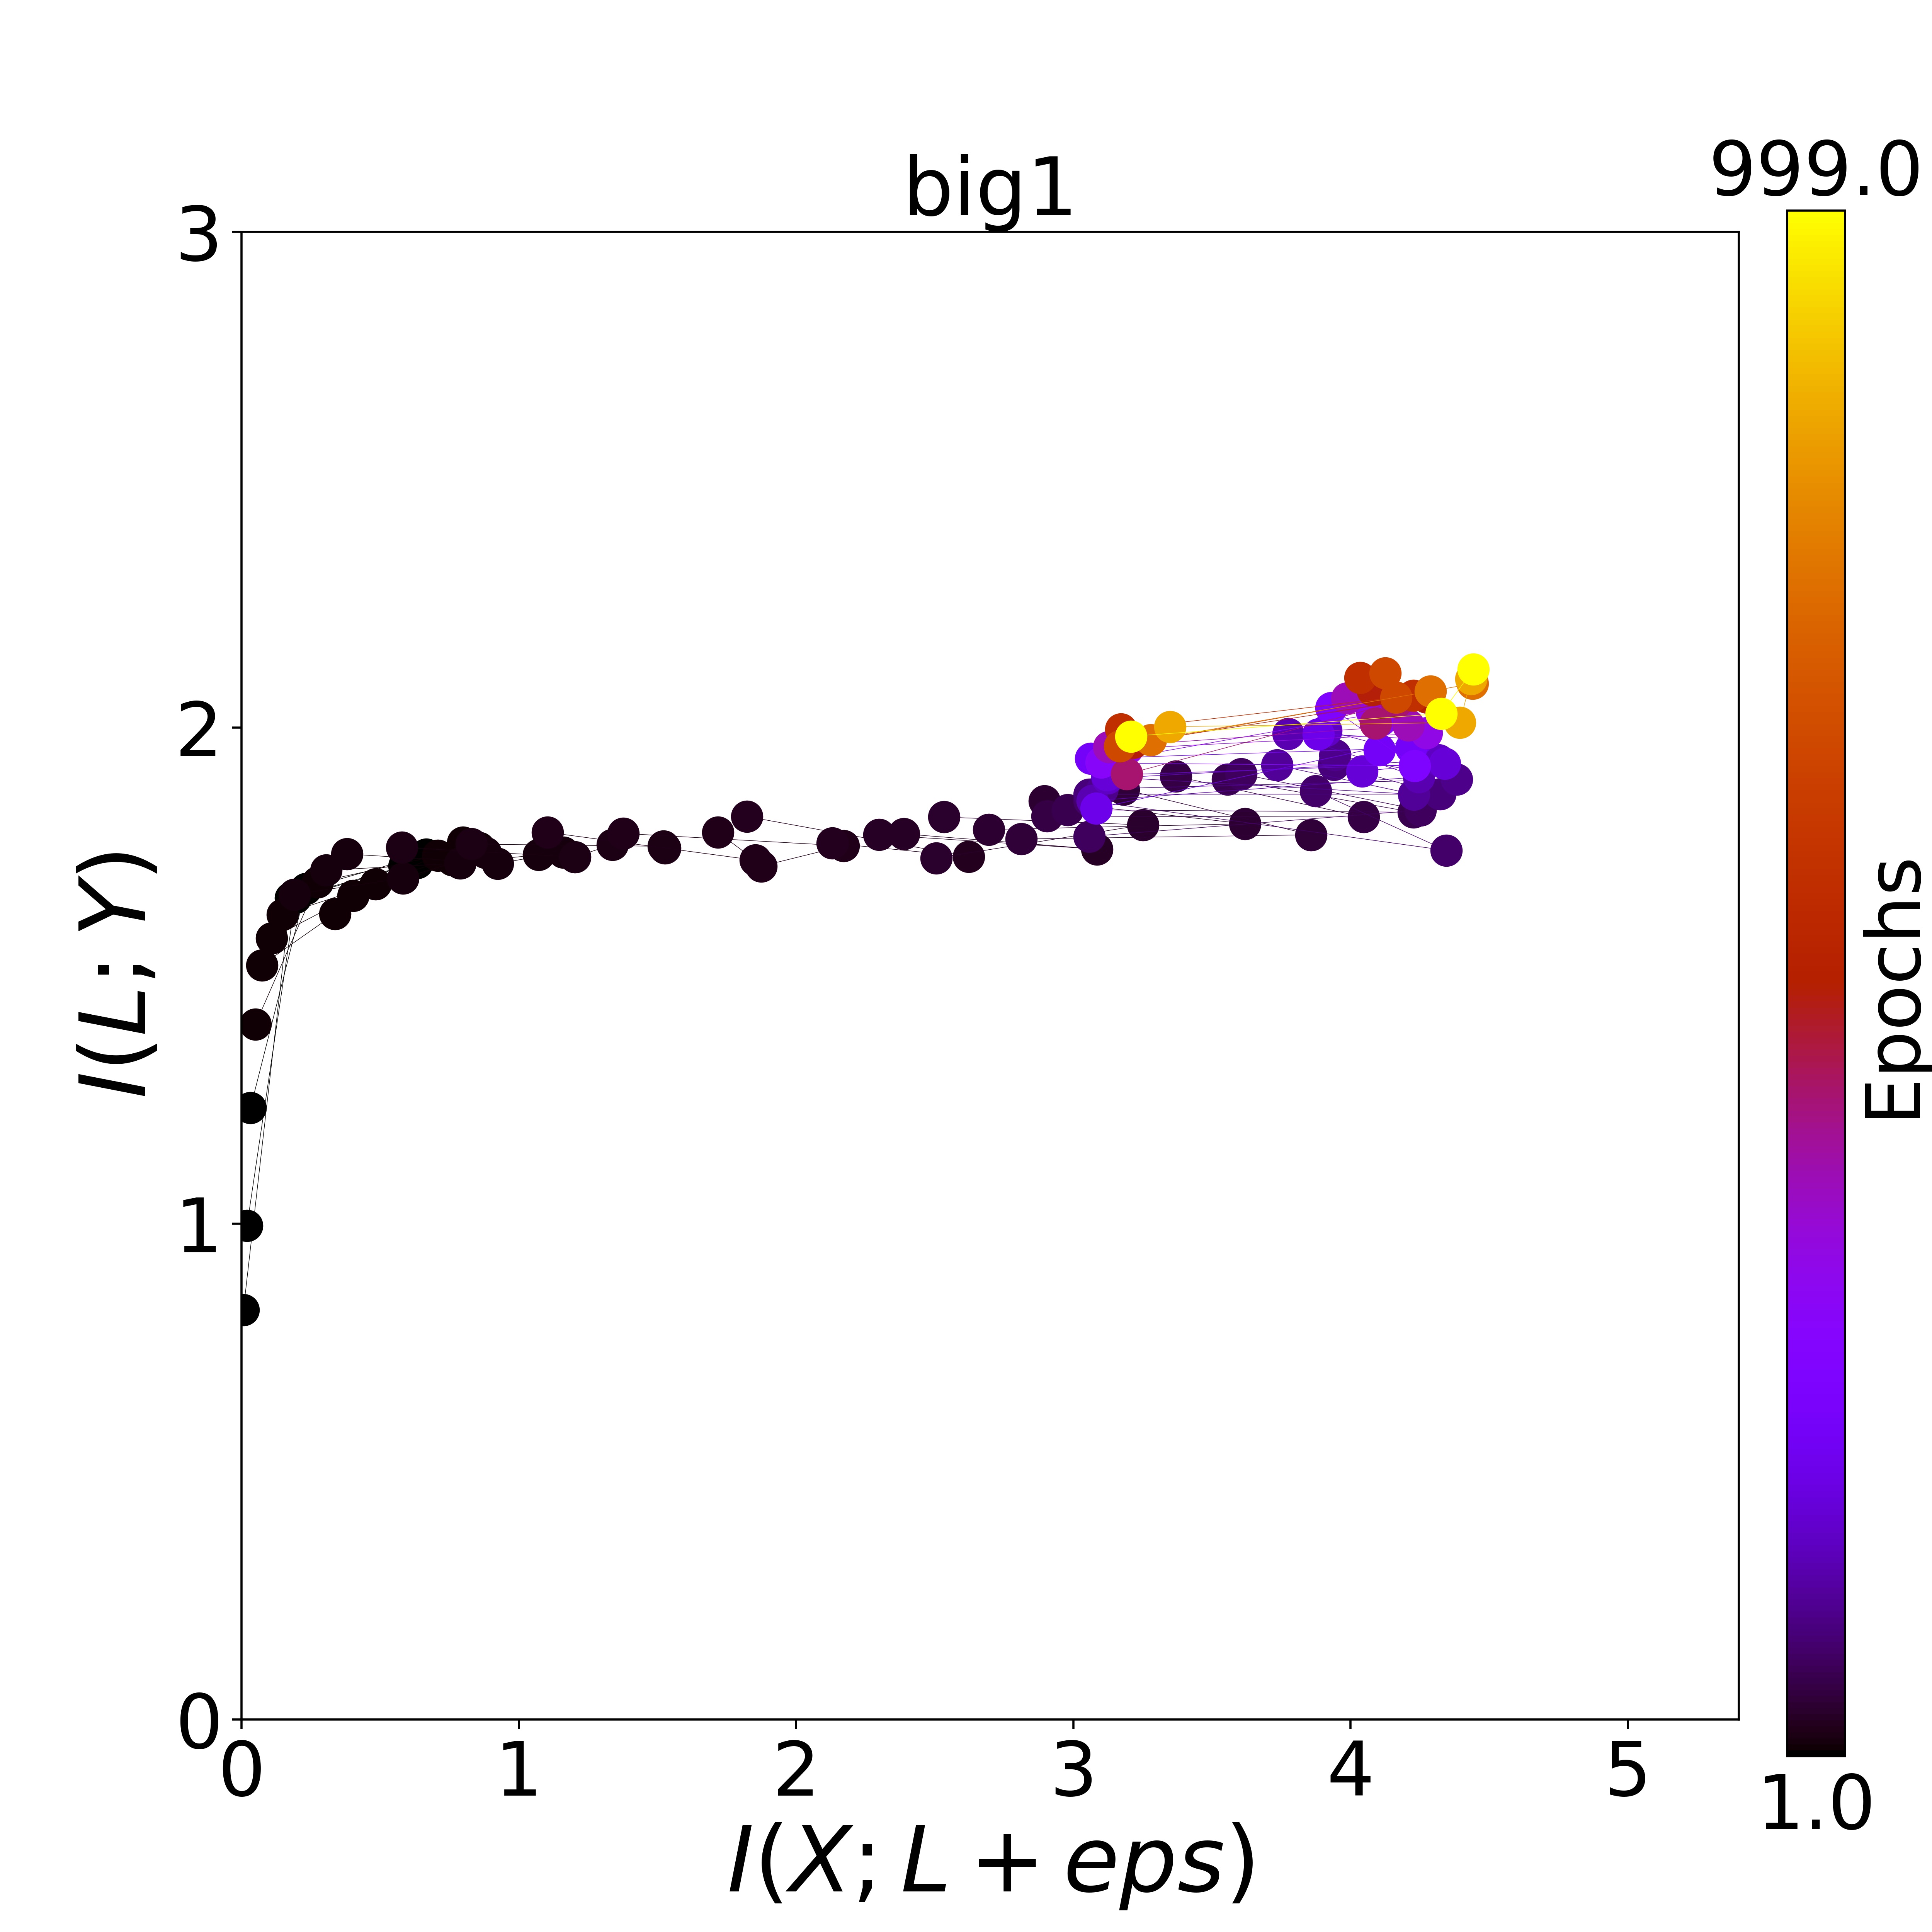 big1
999.0
3
2
1
0
I((L; Y)
0 1 2 3 4 5
I(X; L + eps)
Epochs
1.0